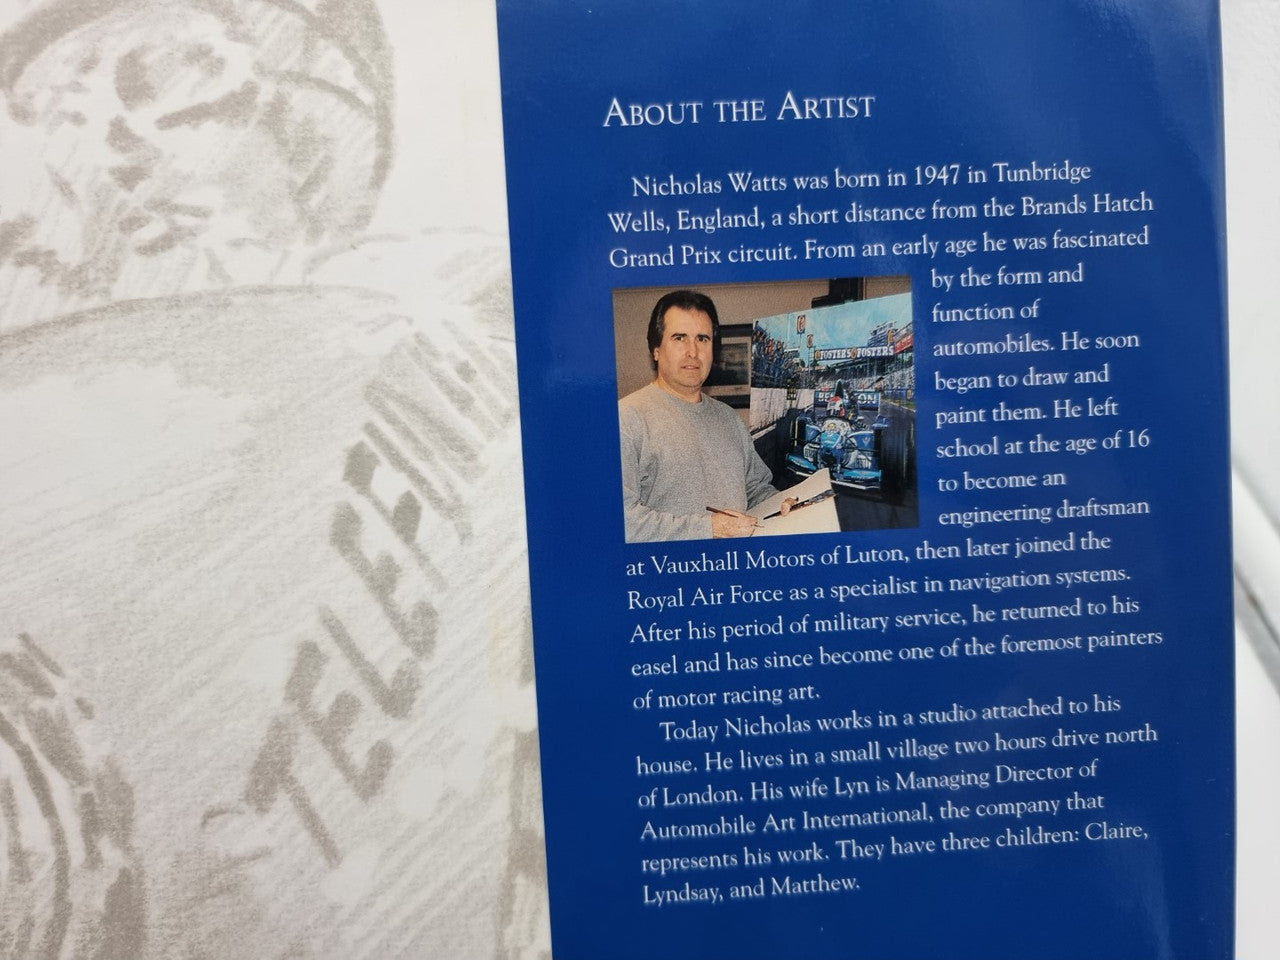 ABOUT THE ARTIST
Nicholas Watts was born in 1947 in Tunbridge
Wells, England, a short distance from the Brands Hatch
Grand Prix circuit. From an early age he was fascinated
by the form and
function of
automobiles. He soon
began to draw and
paint them. He left
school at the age of 16
to become an
engineering draftsman
at Vauxhall Motors of Luton, then later joined the
Royal Air Force as a specialist in navigation systems.
After his period of military service, he returned to his
easel and has since become one of the foremost painters
of motor racing art.
Today Nicholas works in a studio attached to his
house. He lives in a small village two hours drive north
of London. His wife Lyn is Managing Director of
Automobile Art International, the company that
represents his work. They have three children: Claire,
Lyndsay, and Matthew.
FOSTERS FOSTERS